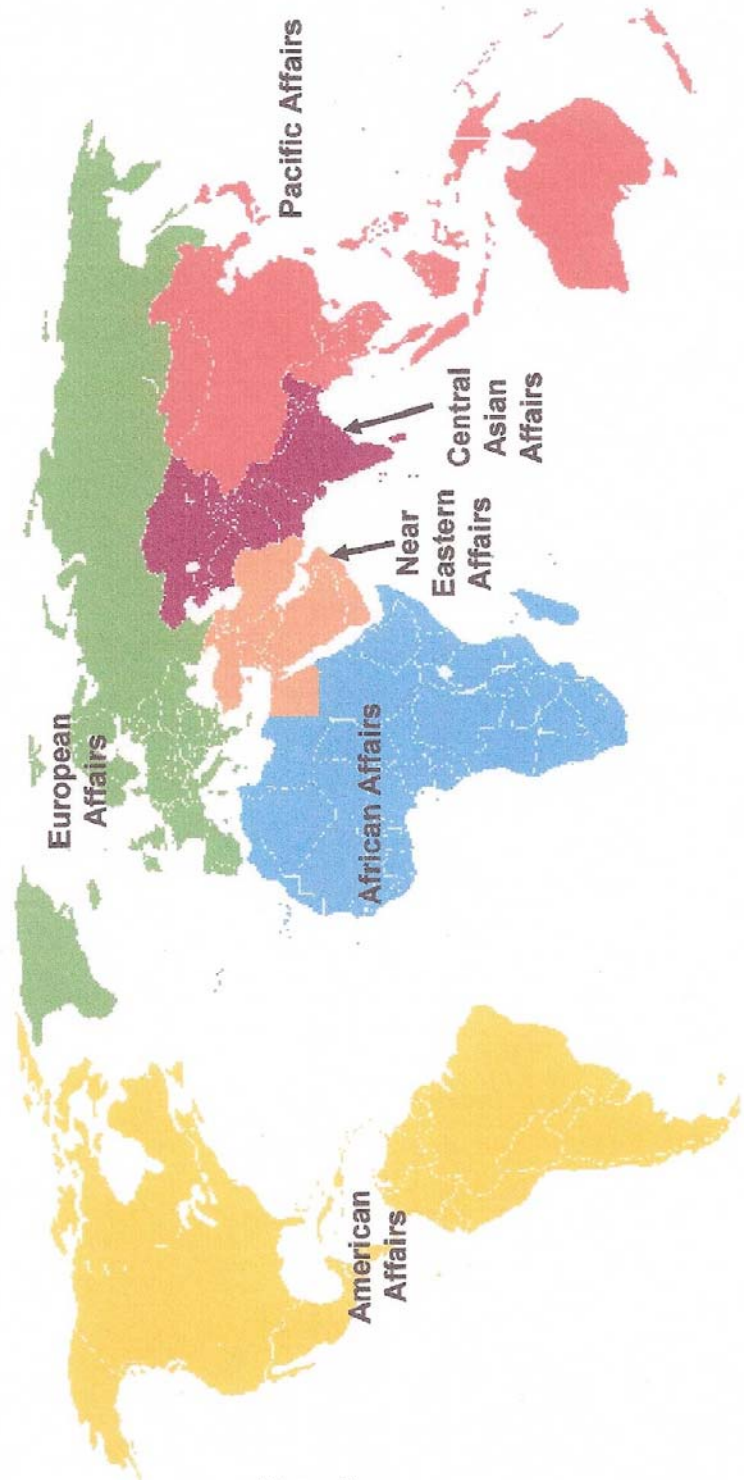 European
Affairs
Pacific Affairs
Central
Asian
Affairs
Near
Eastern
Affairs
African Affairs
American
Affairs